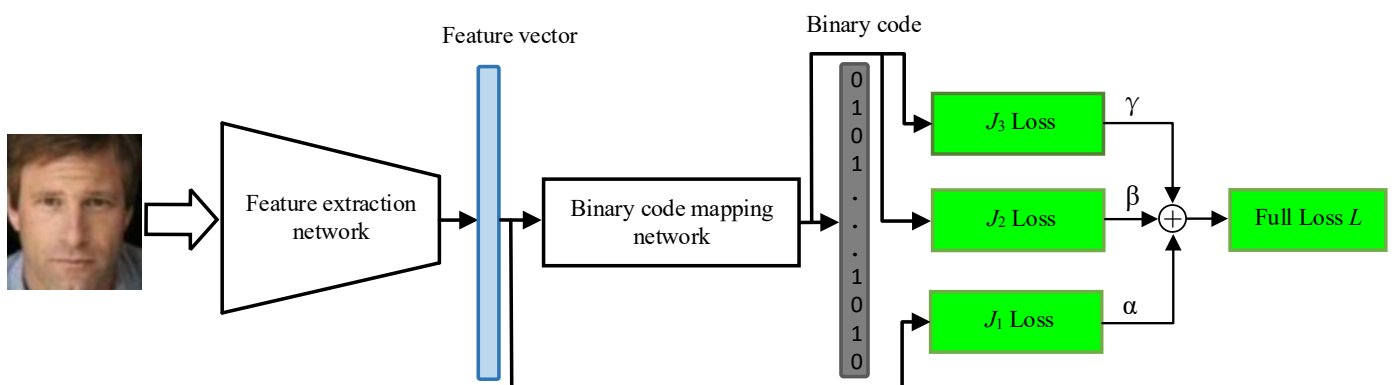 Feature vector
Binary code
Feature extraction
network
Binary code mapping
network
0
1
0
1
.
.
.
1
0
1
0
J3 Loss
γ
J2 Loss
β
J1 Loss
α
+
Full Loss L